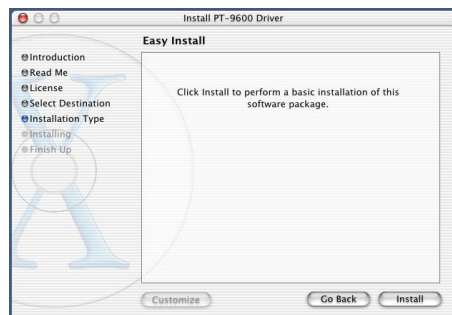 Install PT-9600 Driver
Easy Install
Introduction
Read Me
License
Select Destination
Installation Type
Installing
Finish Up
Click Install to perform a basic installation of this
software package.
Customize
Go Back
Install